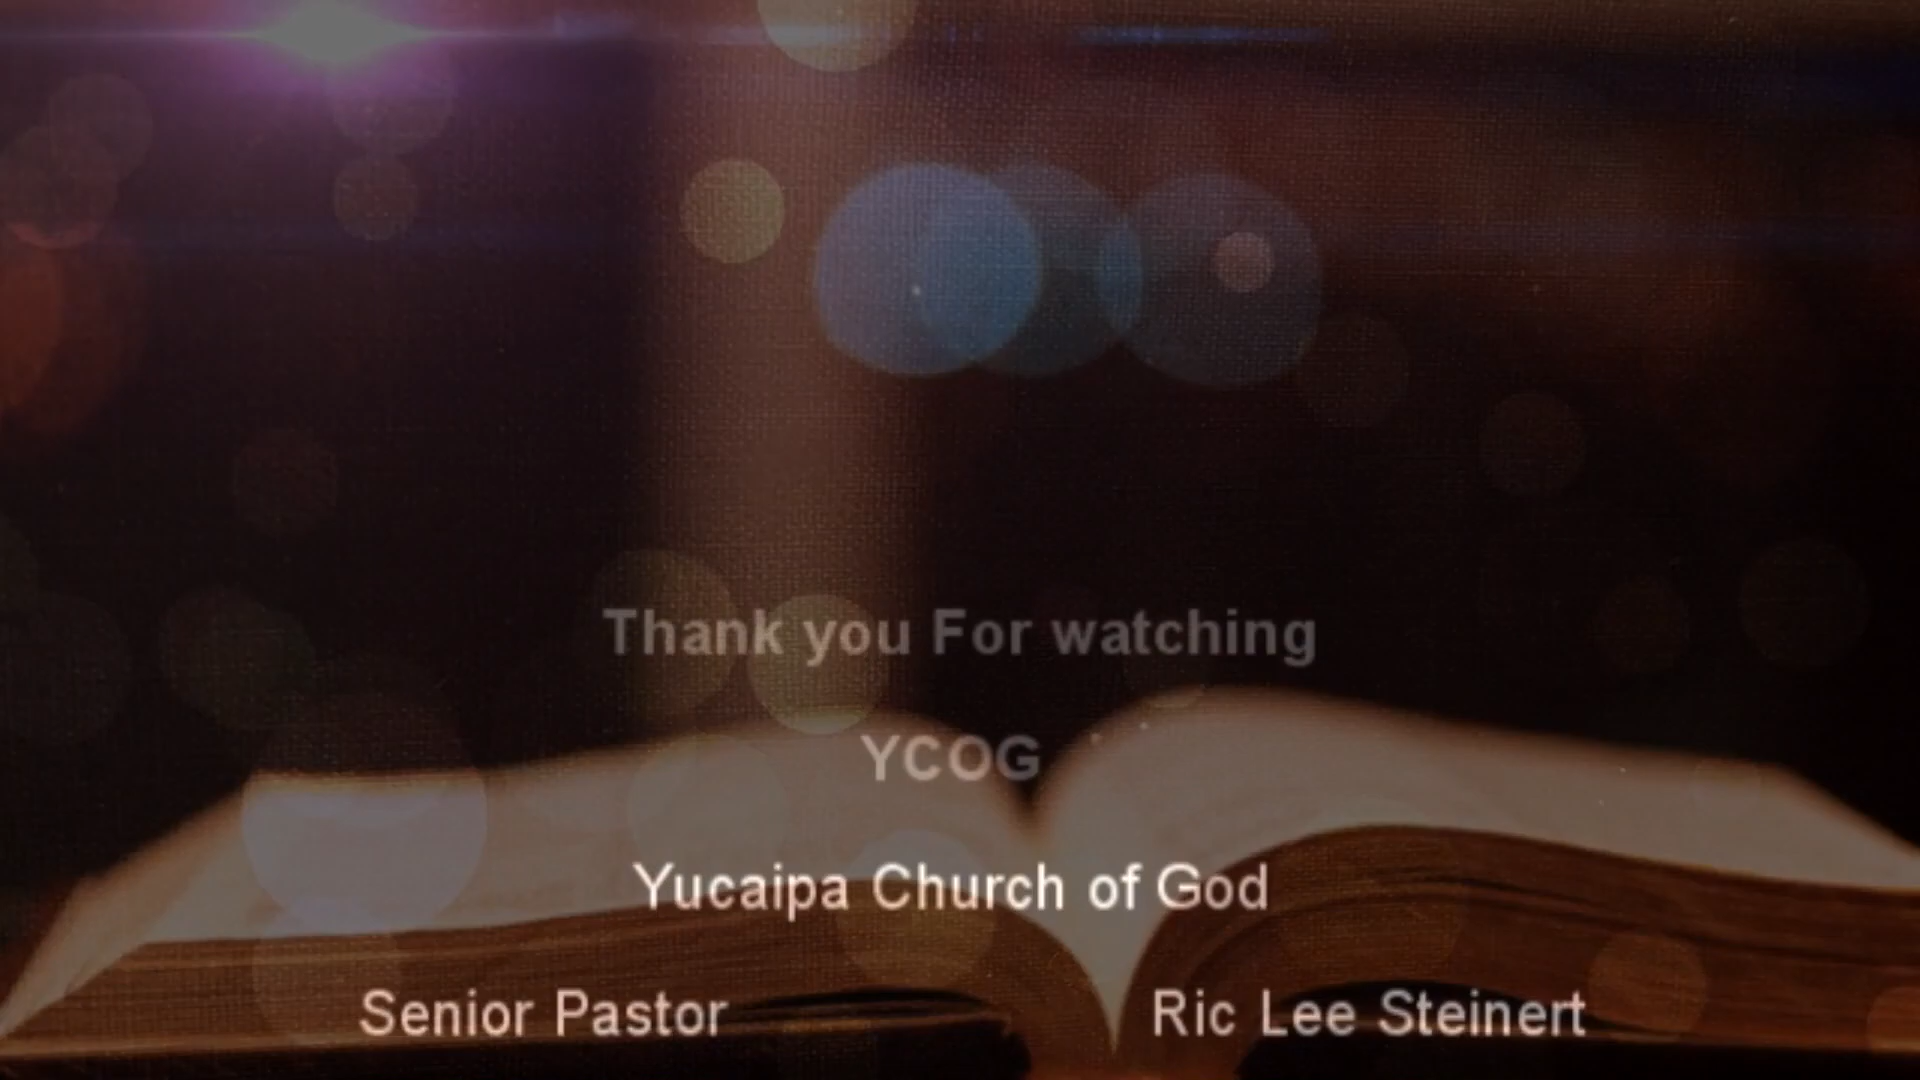 Thank you For watching
YCOG
Yucaipa Church of God
Senior Pastor Ric Lee Steinert